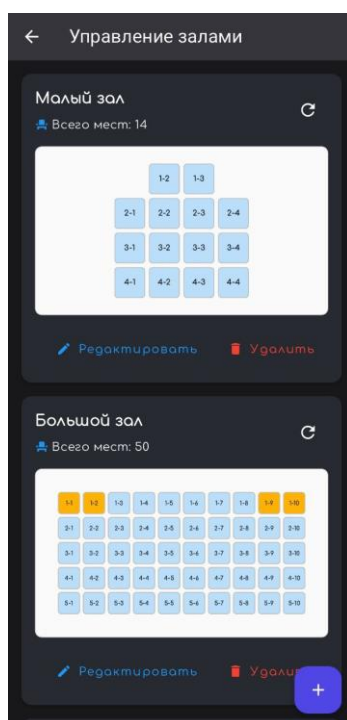 Управление залами
Малый зал
Всего мест: 14
1-2 1-3
2-1 2-2 2-3 2-4
3-1 3-2 3-3 3-4
4-1 4-2 4-3 4-4
Редактировать Удалить
Большой зал
Всего мест: 50
1-1 1-2 1-3 1-4 1-5 1-6 1-7 1-8 1-9 1-10
2-1 2-2 2-3 2-4 2-5 2-6 2-7 2-8 2-9 2-10
3-1 3-2 3-3 3-4 3-5 3-6 3-7 3-8 3-9 3-10
4-1 4-2 4-3 4-4 4-5 4-6 4-7 4-8 4-9 4-10
5-1 5-2 5-3 5-4 5-5 5-6 5-7 5-8 5-9 5-10
Редактировать